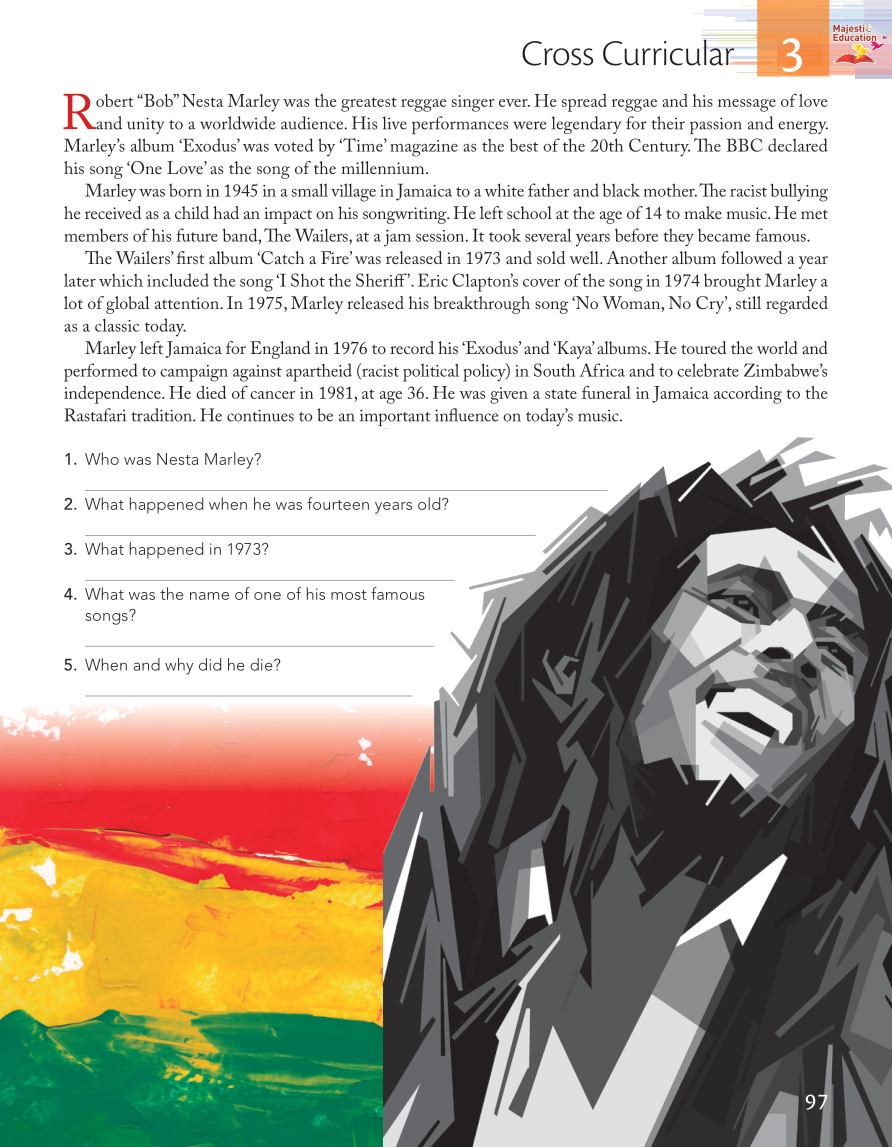 Cross Curricular 3
Majestic
Education
Robert “Bob” Nesta Marley was the greatest reggae singer ever. He spread reggae and his message of love
and unity to a worldwide audience. His live performances were legendary for their passion and energy.
Marley’s album ‘Exodus’ was voted by ‘Time’ magazine as the best of the 20th Century. The BBC declared
his song ‘One Love’ as the song of the millennium.
Marley was born in 1945 in a small village in Jamaica to a white father and black mother. The racist bullying
he received as a child had an impact on his songwriting. He left school at the age of 14 to make music. He met
members of his future band, The Wailers, at a jam session. It took several years before they became famous.
The Wailers’ first album ‘Catch a Fire’ was released in 1973 and sold well. Another album followed a year
later which included the song ‘I Shot the Sheriff’. Eric Clapton’s cover of the song in 1974 brought Marley a
lot of global attention. In 1975, Marley released his breakthrough song ‘No Woman, No Cry’, still regarded
as a classic today.
Marley left Jamaica for England in 1976 to record his ‘Exodus’ and ‘Kaya’ albums. He toured the world and
performed to campaign against apartheid (racist political policy) in South Africa and to celebrate Zimbabwe’s
independence. He died of cancer in 1981, at age 36. He was given a state funeral in Jamaica according to the
Rastafari tradition. He continues to be an important influence on today’s music.
1. Who was Nesta Marley?
2. What happened when he was fourteen years old?
3. What happened in 1973?
4. What was the name of one of his most famous
songs?
5. When and why did he die?
97